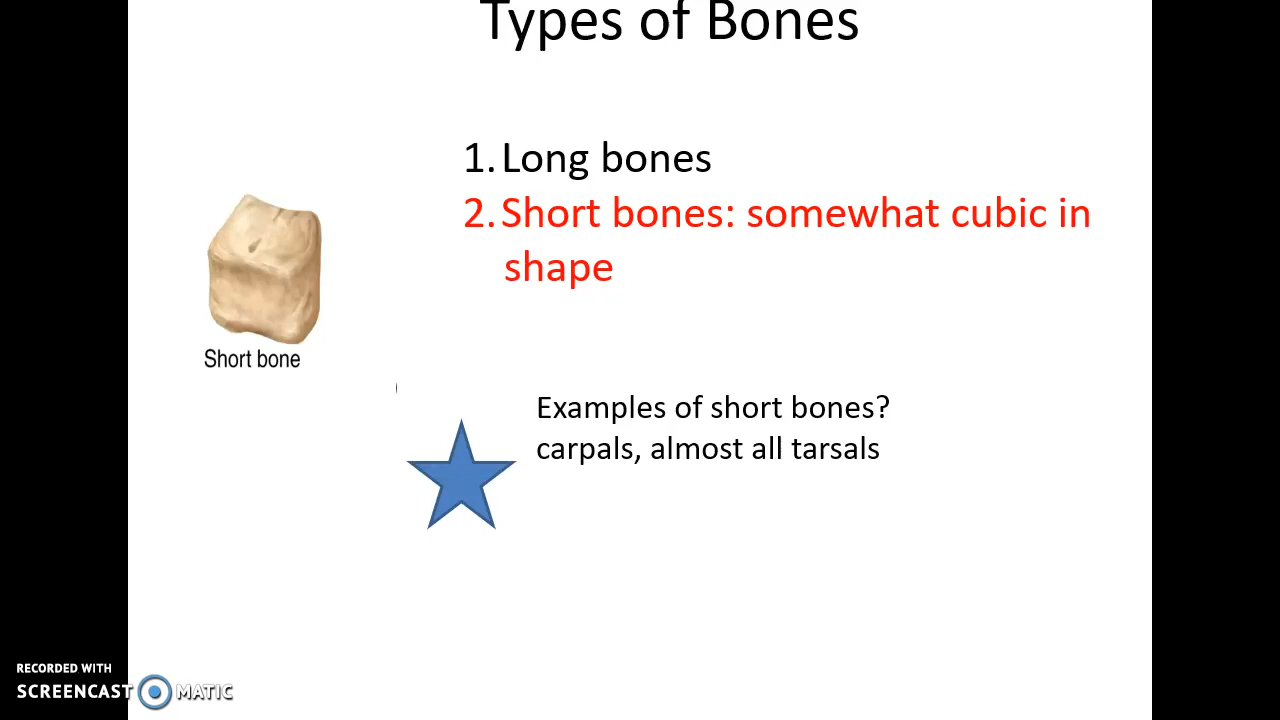 Types of Bones
1. Long bones
2. Short bones: somewhat cubic in
shape
Short bone
Examples of short bones?
carpals, almost all tarsals
RECORDED WITH
SCREENCAST MATIC